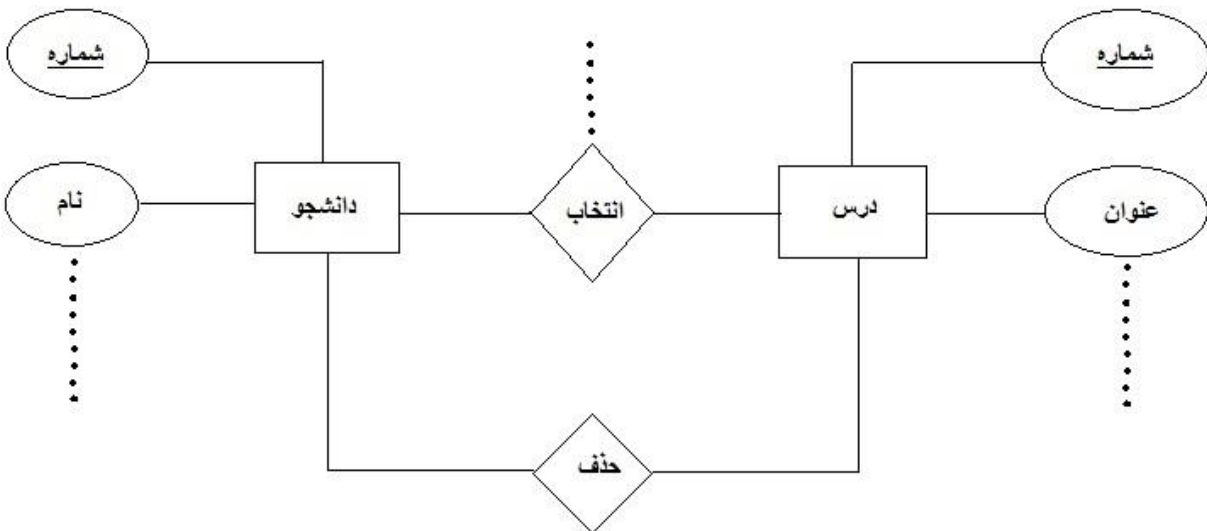 شماره
شماره
نام
دانشجو
انتخاب
درس
عنوان
حذف